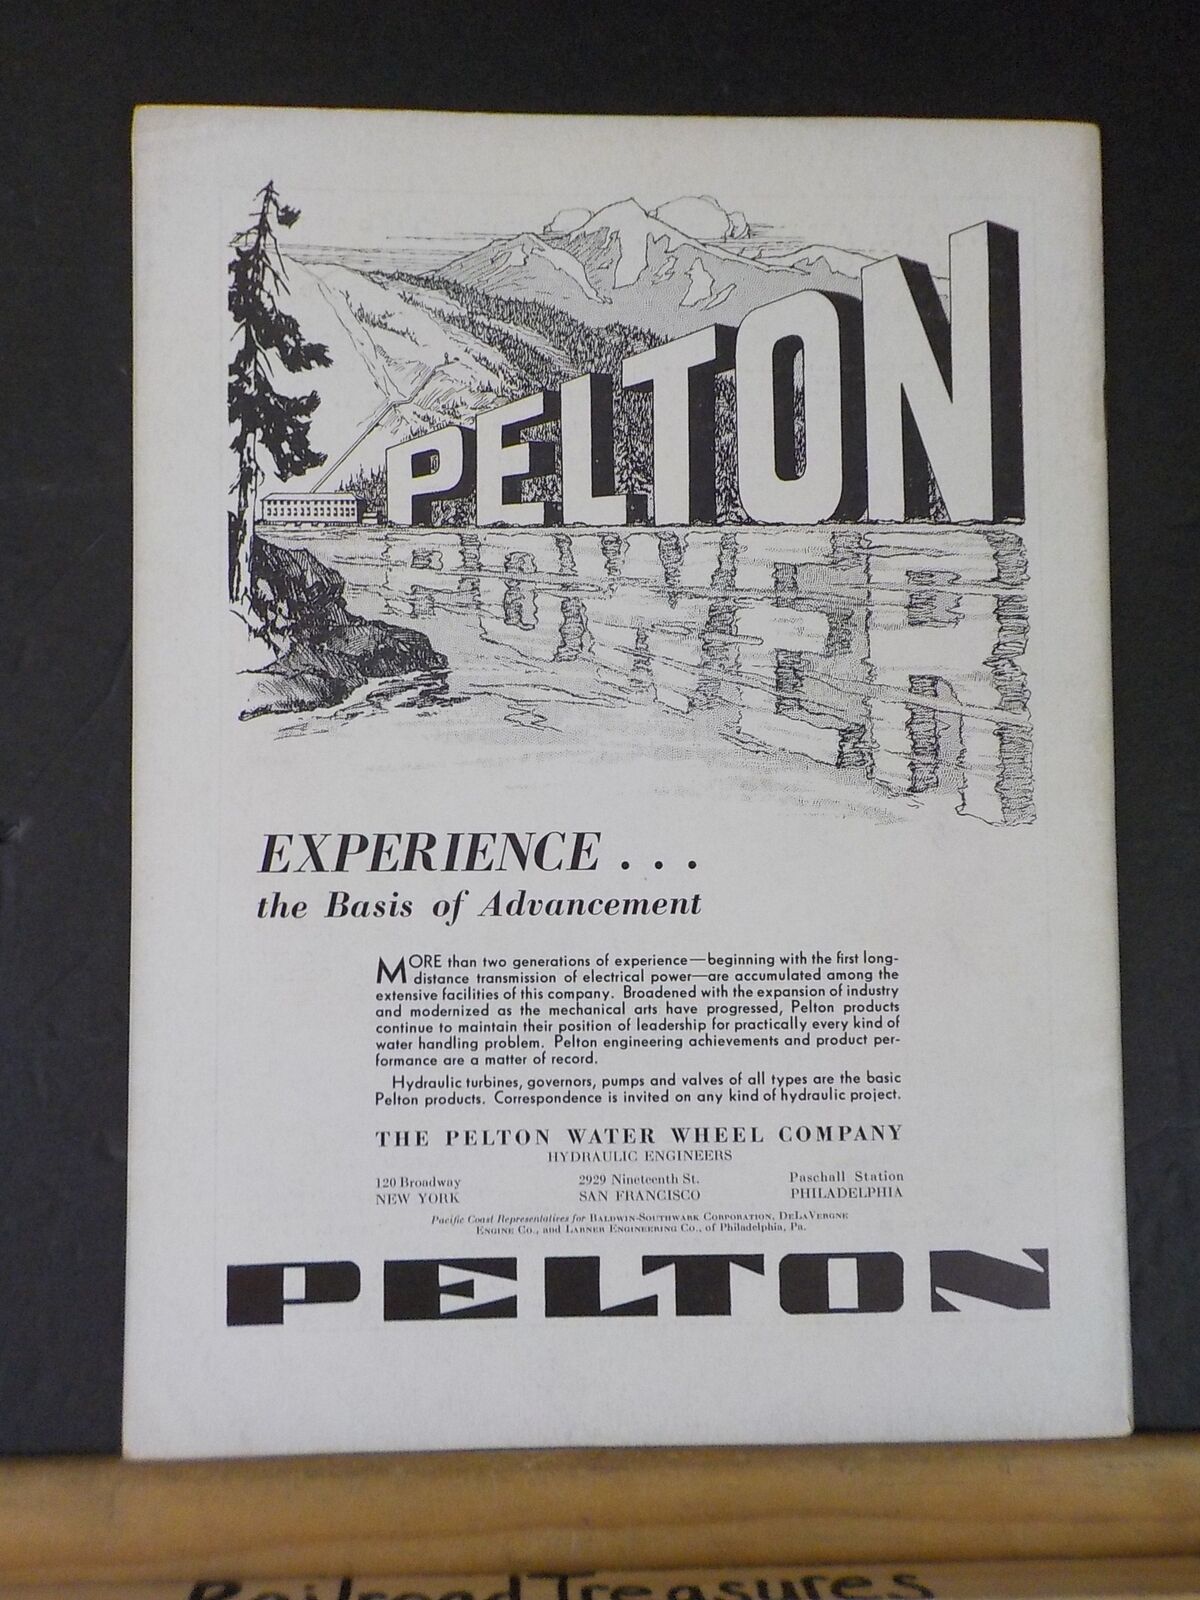 PELTON
POWER
EXPERIENCE . . .
the Basis of Advancement
MORE than two generations of experience—beginning with the first long-
distance transmission of electrical power—are accumulated among the
extensive facilities of this company. Broadened with the expansion of industry
and modernized as the mechanical arts have progressed, Pelton products
continue to maintain their position of leadership for practically every kind of
water handling problem. Pelton engineering achievements and product per-
formance are a matter of record.
Hydraulic turbines, governors, pumps and valves of all types are the basic
Pelton products. Correspondence is invited on any kind of hydraulic project.
THE PELTON WATER WHEEL COMPANY
HYDRAULIC ENGINEERS
120 Broadway 2929 Nineteenth St. Paschall Station
NEW YORK SAN FRANCISCO PHILADELPHIA
Pacific Coast Representatives for BALDWIN-SOUTHWARK CORPORATION, DELAVERGNE
ENGINE CO., and LARNER ENGINEERING CO., of Philadelphia, Pa.
PELTON
Railroad Treasures